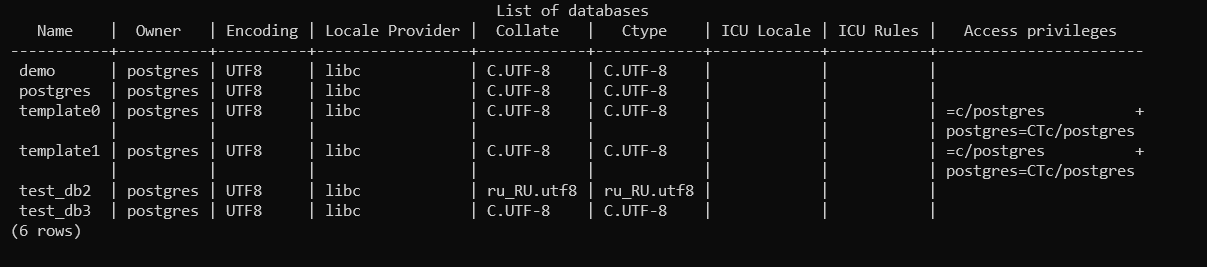 List of databases
   Name    |  Owner   | Encoding | Locale Provider |  Collate   |   Ctype    | ICU Locale | ICU Rules |   Access privileges
-----------+----------+----------+-----------------+------------+------------+------------+-----------+-----------------------
 demo      | postgres | UTF8     | libc            | C.UTF-8    | C.UTF-8    |            |           |
 postgres  | postgres | UTF8     | libc            | C.UTF-8    | C.UTF-8    |            |           |
 template0 | postgres | UTF8     | libc            | C.UTF-8    | C.UTF-8    |            |           | =c/postgres          +
           |          |          |                 |            |            |            |           | postgres=CTc/postgres
 template1 | postgres | UTF8     | libc            | C.UTF-8    | C.UTF-8    |            |           | =c/postgres          +
           |          |          |                 |            |            |            |           | postgres=CTc/postgres
 test_db2  | postgres | UTF8     | libc            | ru_RU.utf8 | ru_RU.utf8 |            |           |
 test_db3  | postgres | UTF8     | libc            | C.UTF-8    | C.UTF-8    |            |           |
(6 rows)